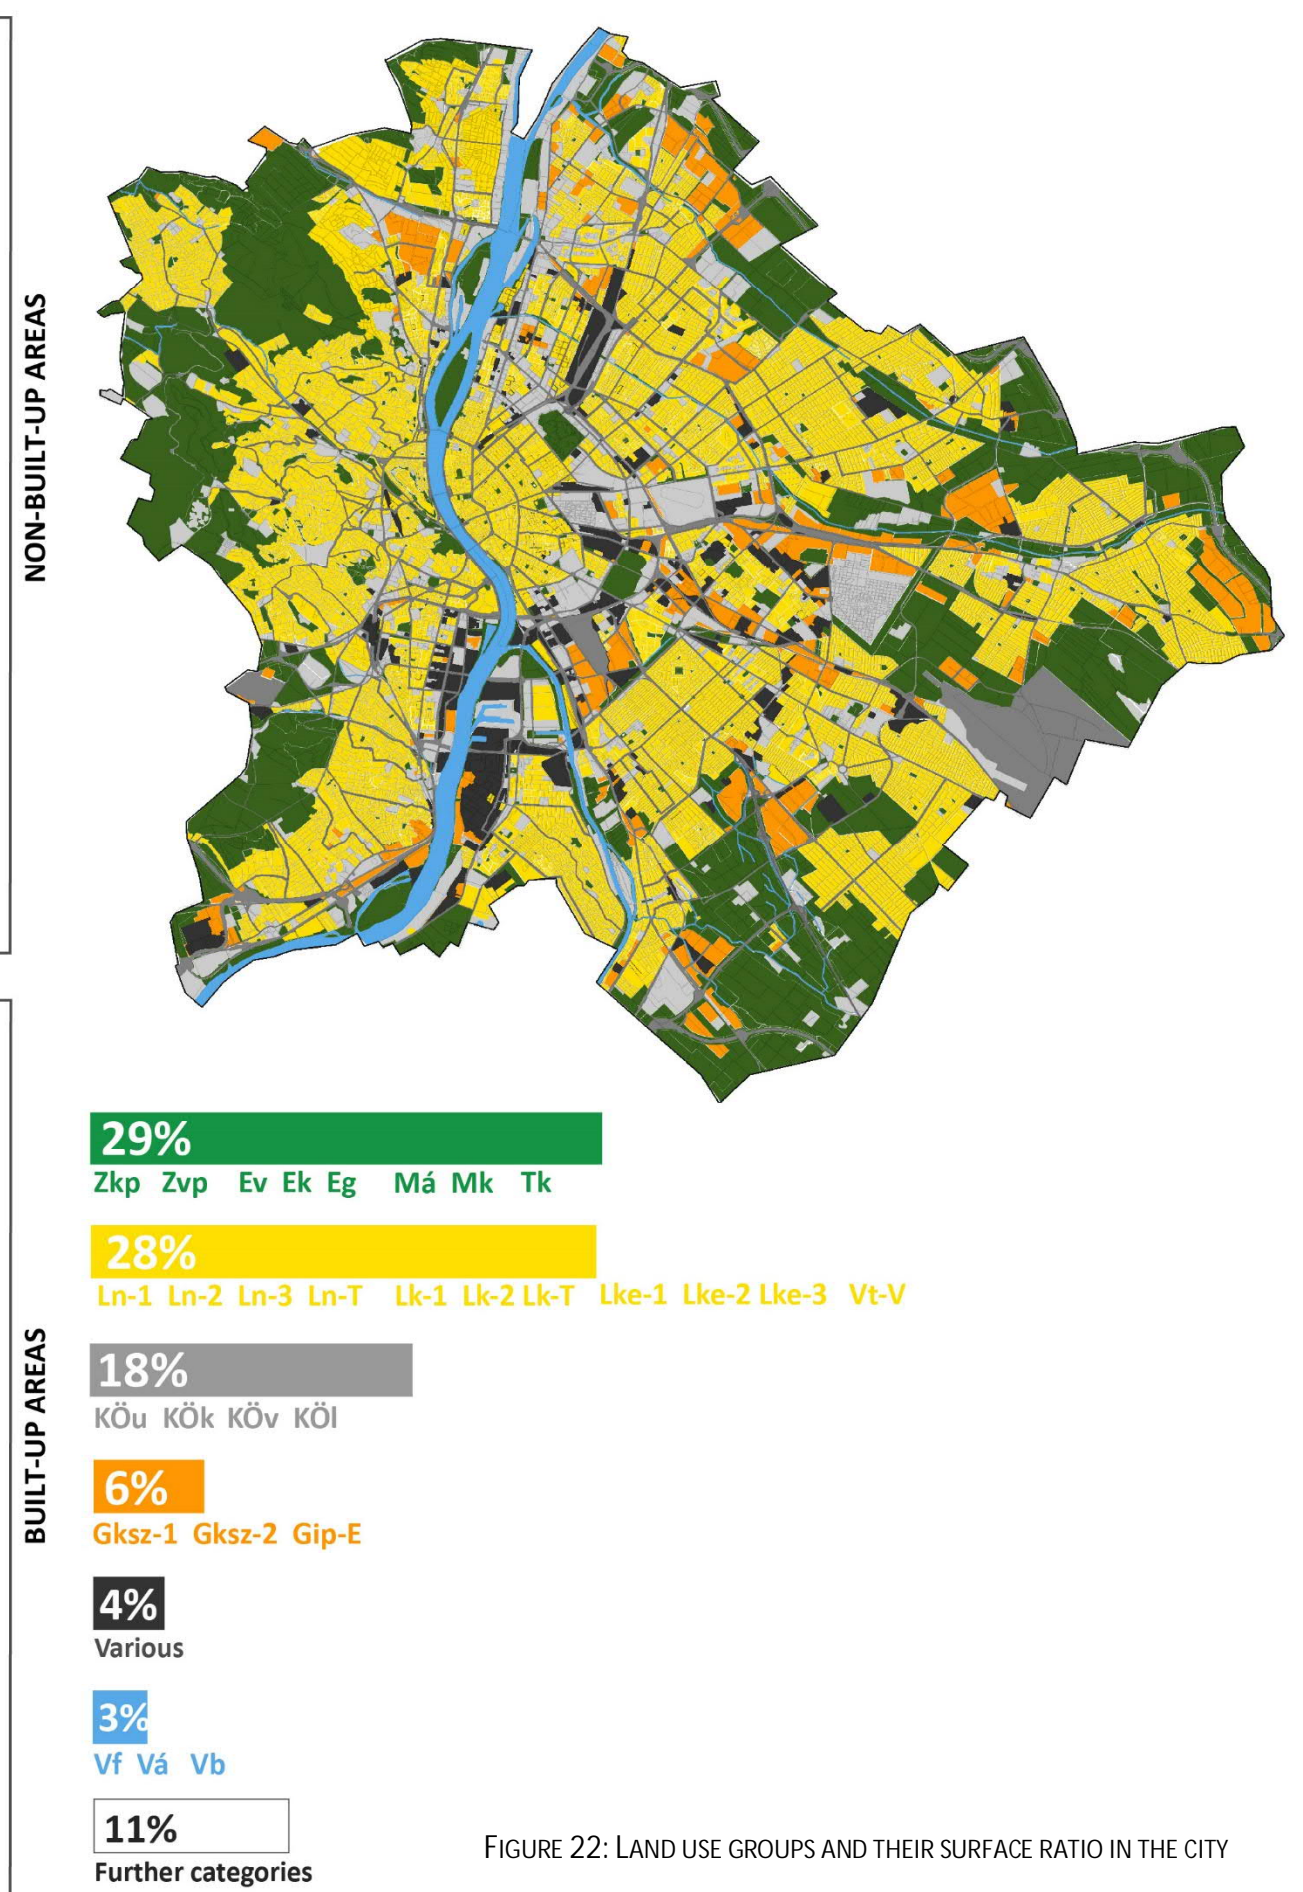 NON-BUILT-UP AREAS
BUILT-UP AREAS
29%
Zkp Zvp Ev Ek Eg Má Mk Tk
28%
Ln-1 Ln-2 Ln-3 Ln-T Lk-1 Lk-2 Lk-T Lke-1 Lke-2 Lke-3 Vt-V
18%
KÖu KÖk KÖv KÖl
6%
Gksz-1 Gksz-2 Gip-E
4%
Various
3%
Vf Vá Vb
11%
Further categories
FIGURE 22: LAND USE GROUPS AND THEIR SURFACE RATIO IN THE CITY